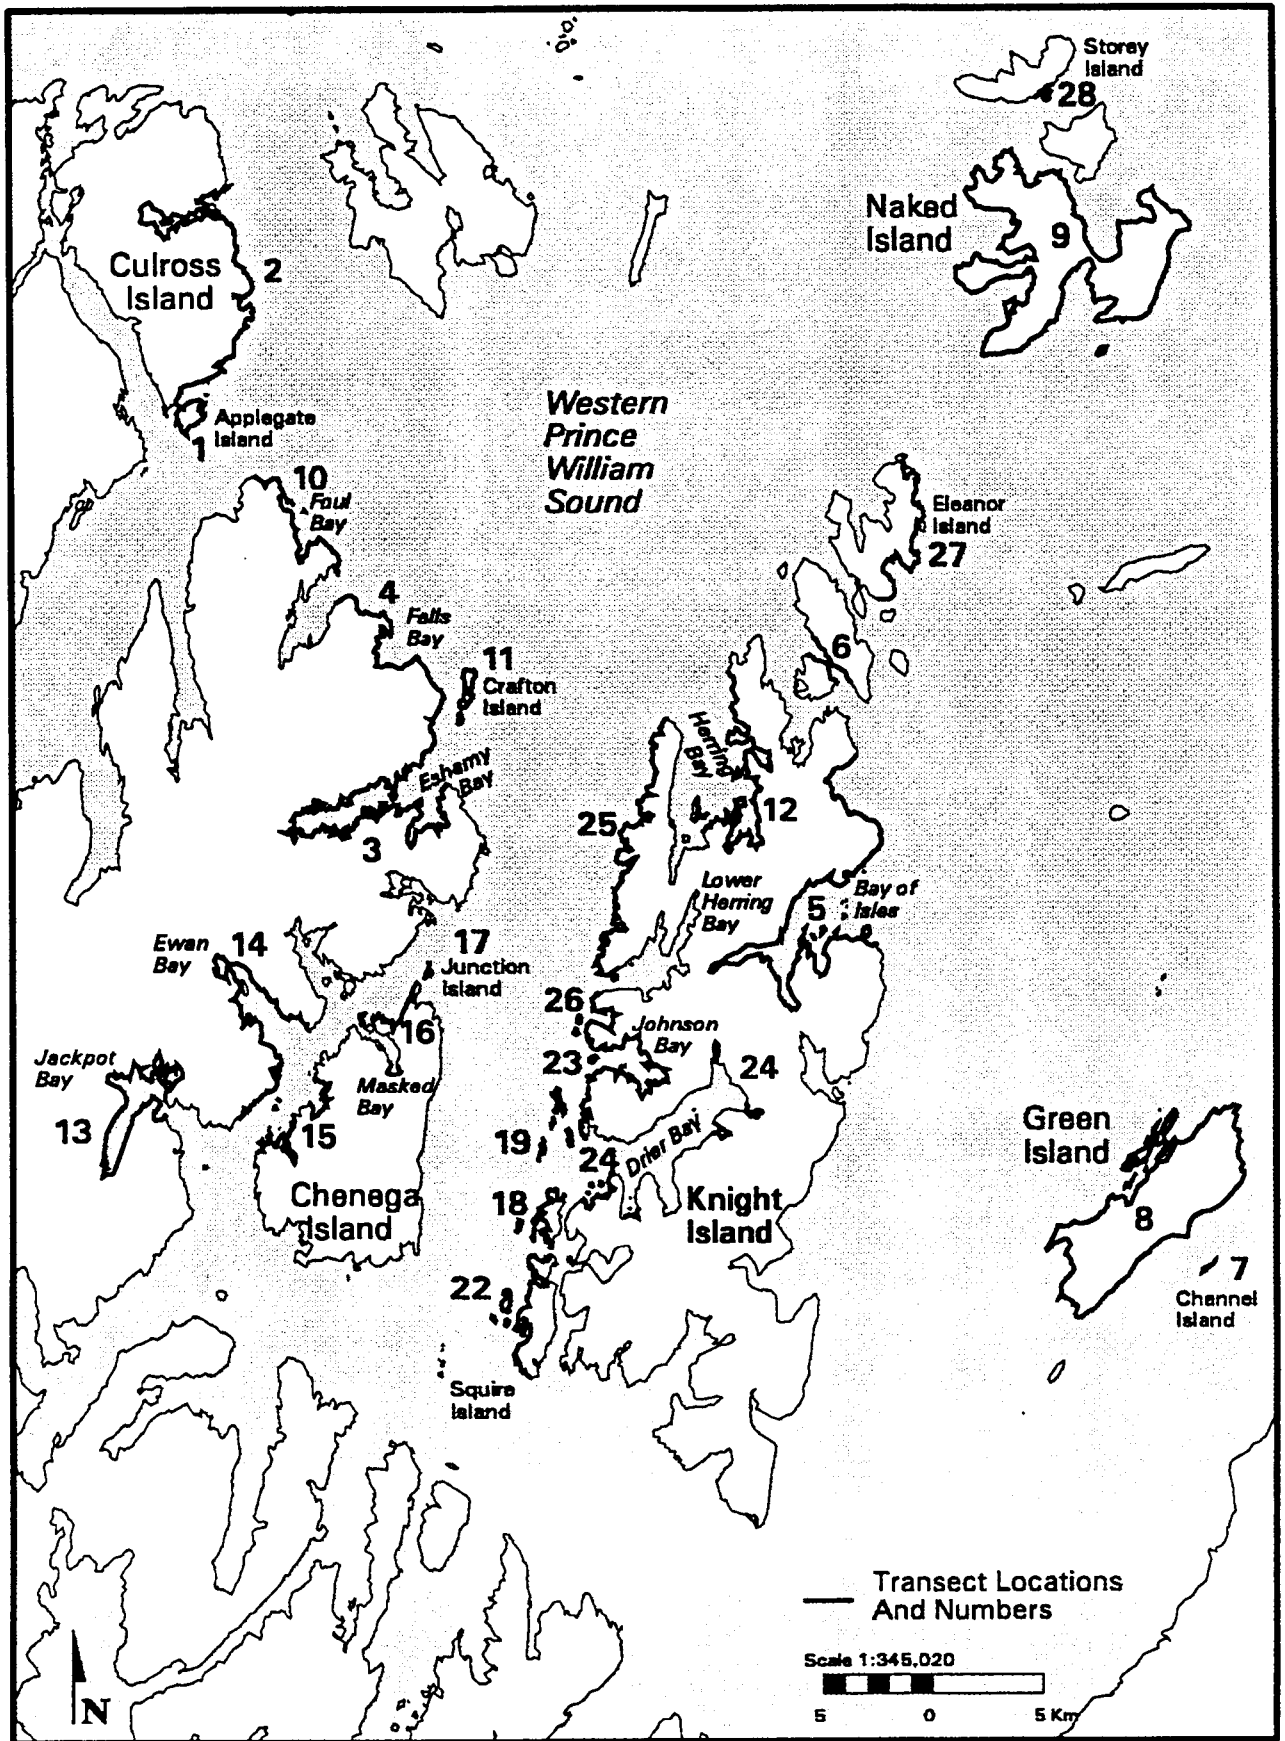 Storey
Island
28
Naked
Island
9
Culross
Island
2
Applegate
Island
1
Western
Prince
William
Sound
10
Foul
Bay
Eleanor
Island
27
4
Falls
Bay
6
11
Crafton
Island
Herring
Bay
Eshamy
Bay
3
25
12
Lower
Herring
Bay
5
Bay of
Isles
Ewan
Bay
14
17
Junction
Island
16
26
Johnson
Bay
23
24
Jackpot
Bay
13
Masked
Bay
15
19
24
Drier Bay
Green
Island
8
Chenega
Island
18
Knight
Island
7
Channel
Island
22
Squire
Island
Transect Locations
And Numbers
Scale 1:345,020
5 0 5 Km
N